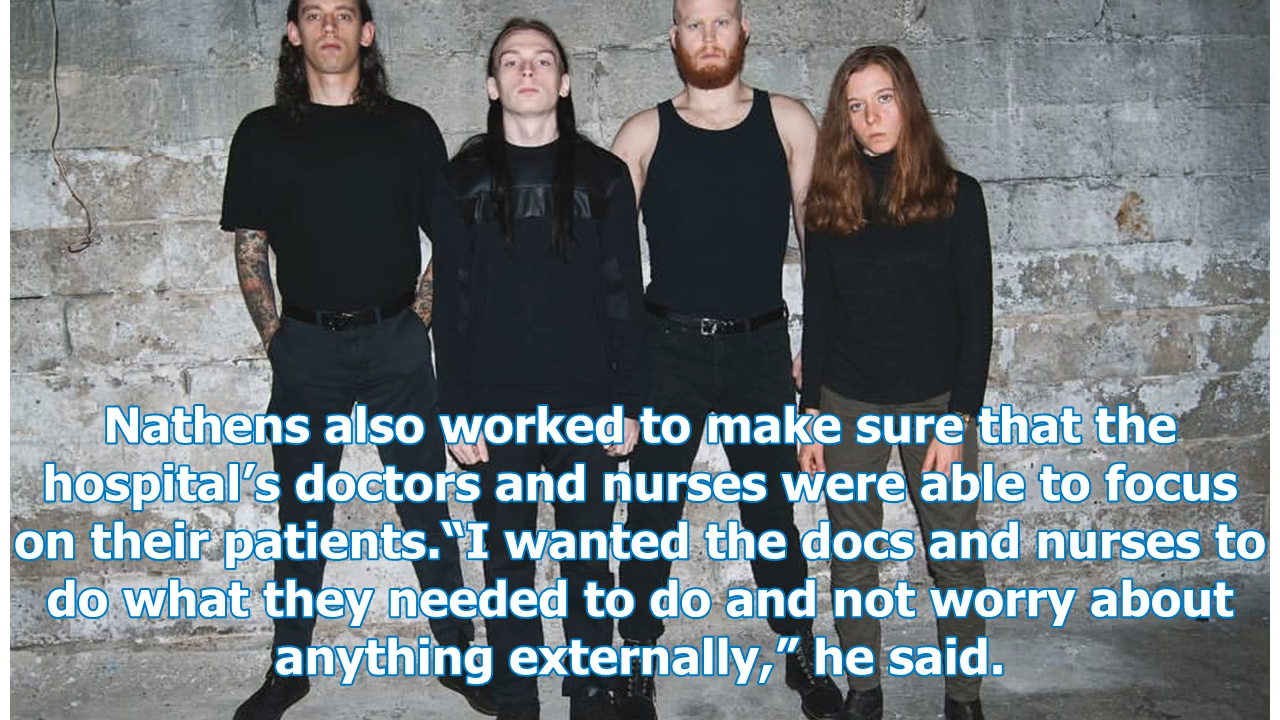 Nathens also worked to make sure that the
hospital’s doctors and nurses were able to focus
on their patients.“I wanted the docs and nurses to
do what they needed to do and not worry about
anything externally,” he said.